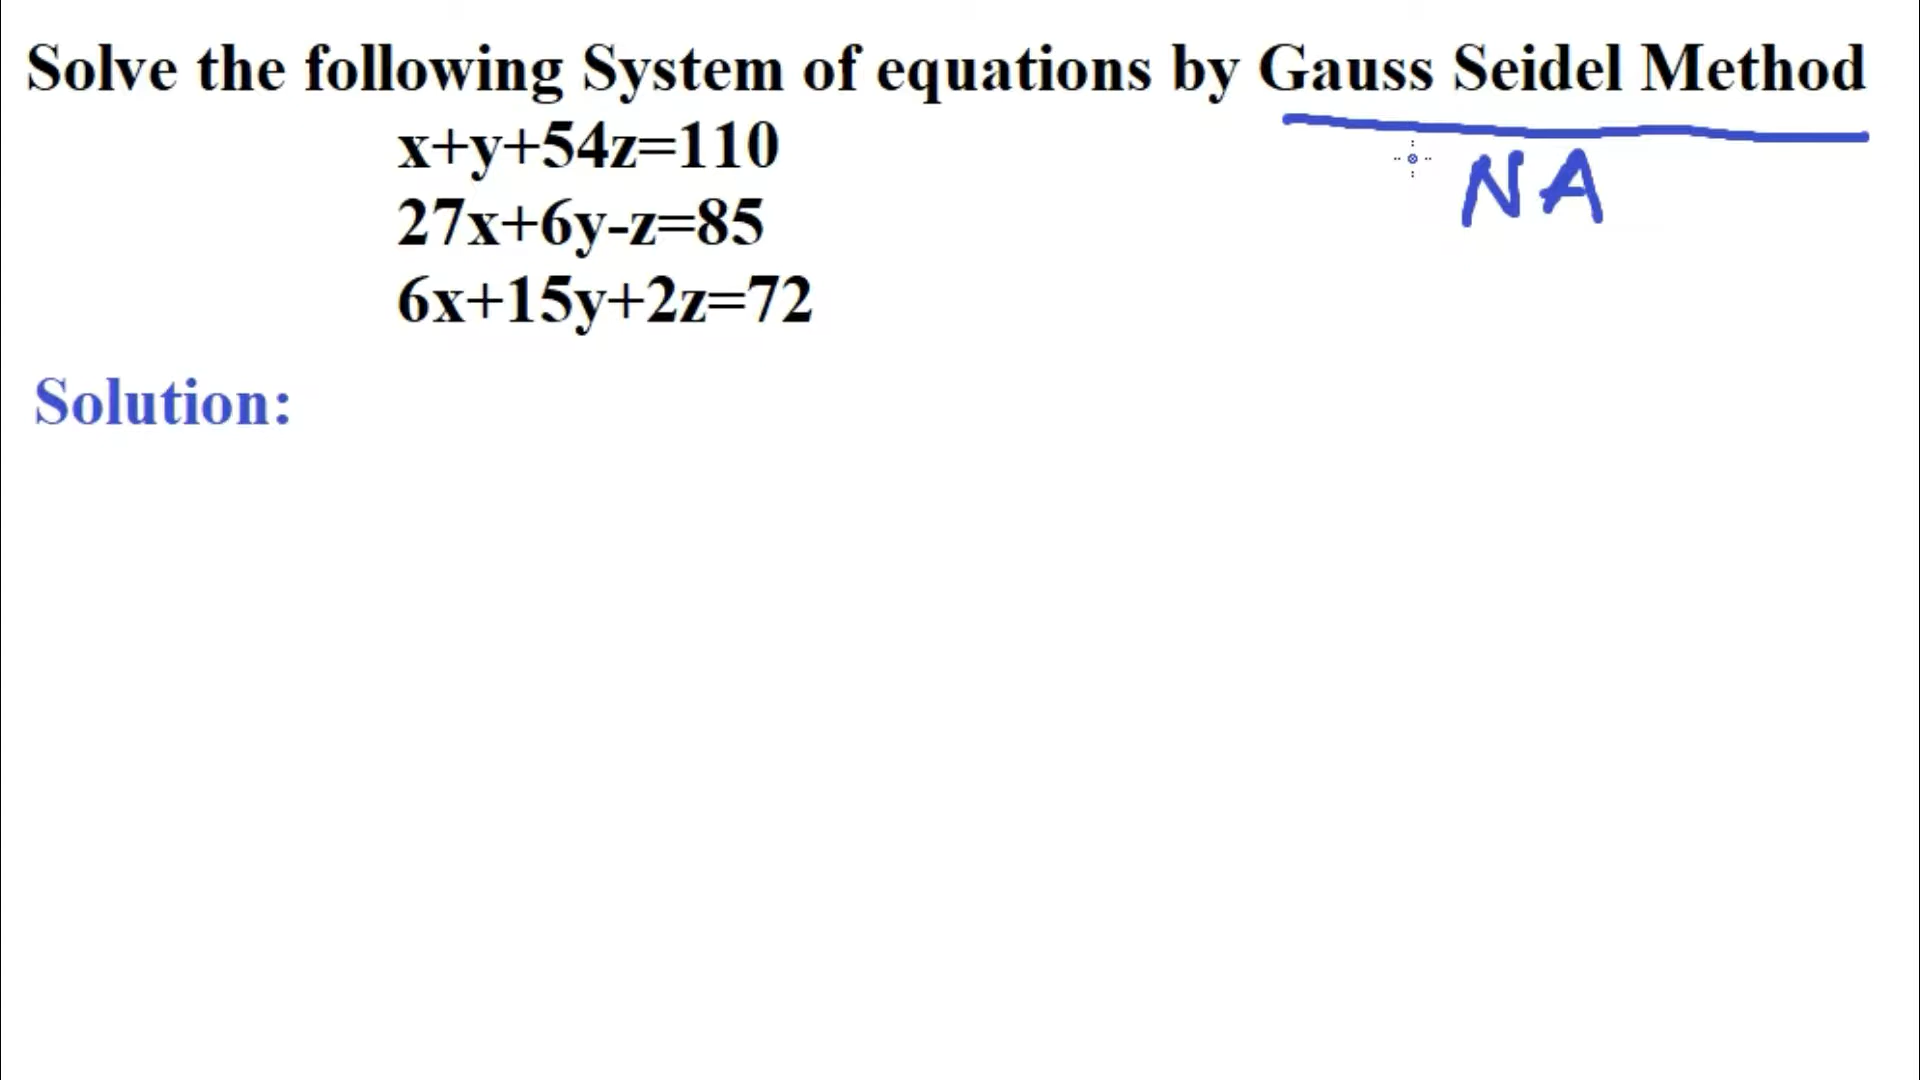 Solve the following System of equations by Gauss Seidel Method
x+y+54z=110
NA
27x+6y-z=85
6x+15y+2z=72
Solution: